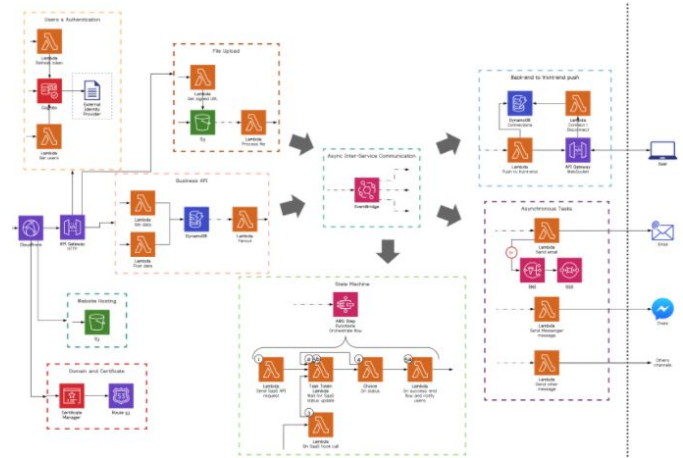 Users & Authentication
Lambda
Refresh token
Cognito
External
Identity
Provider
Lambda
Get users
File Upload
Lambda
Get signed URL
S3
Lambda
Process file
Business API
Lambda
Get data
Lambda
Post data
DynamoDB
Lambda
Fanout
CloudFront
API Gateway
HTTP
Website Hosting
S3
Domain and Certificate
Certificate
Manager
Route 53
Async Inter-Service Communication
EventBridge
State Machine
AWS Step
Functions
Orchestrate flow
Lambda
Send SaaS API
request
Task Token
Lambda
Wait for SaaS
status update
Choice
On status
Lambda
On success end
flow and notify
users
Lambda
On SaaS hook call
Back-end to frontend push
DynamoDB
Connections
Lambda
Connect /
Disconnect
Lambda
Push to frontend
API Gateway
WebSocket
User
Asynchronous Tasks
Lambda
Send email
SNS
SQS
Lambda
Send Messenger
message
Lambda
Send other
message
Email
Others
channels